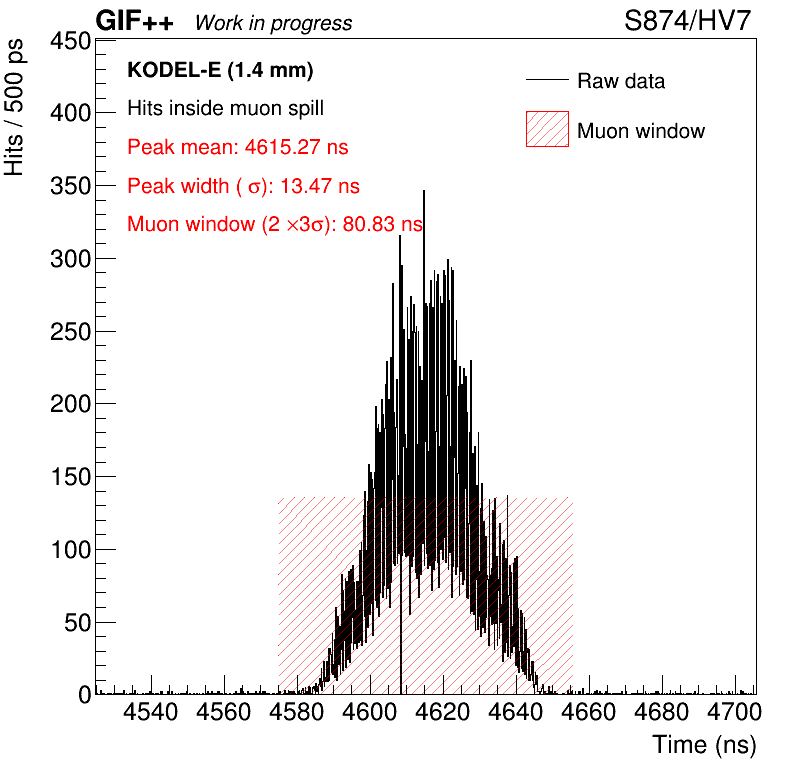 GIF++ Work in progress S874/HV7
Hits / 500 ps
KODEL-E (1.4 mm)
Hits inside muon spill
Peak mean: 4615.27 ns
Peak width ( σ): 13.47 ns
Muon window (2 ×3σ): 80.83 ns
Raw data
Muon window
450
400
350
300
250
200
150
100
50
0
4540 4560 4580 4600 4620 4640 4660 4680 4700
Time (ns)